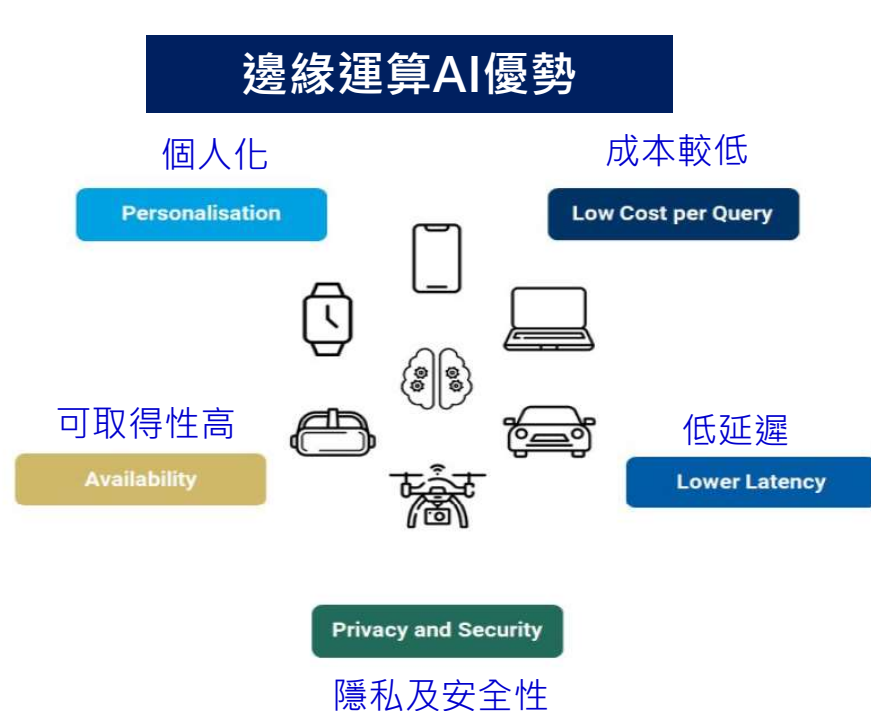 邊緣運算AI優勢
個人化
成本較低
Personalisation
Low Cost per Query
可取得性高
低延遲
Availability
Lower Latency
Privacy and Security
隱私及安全性